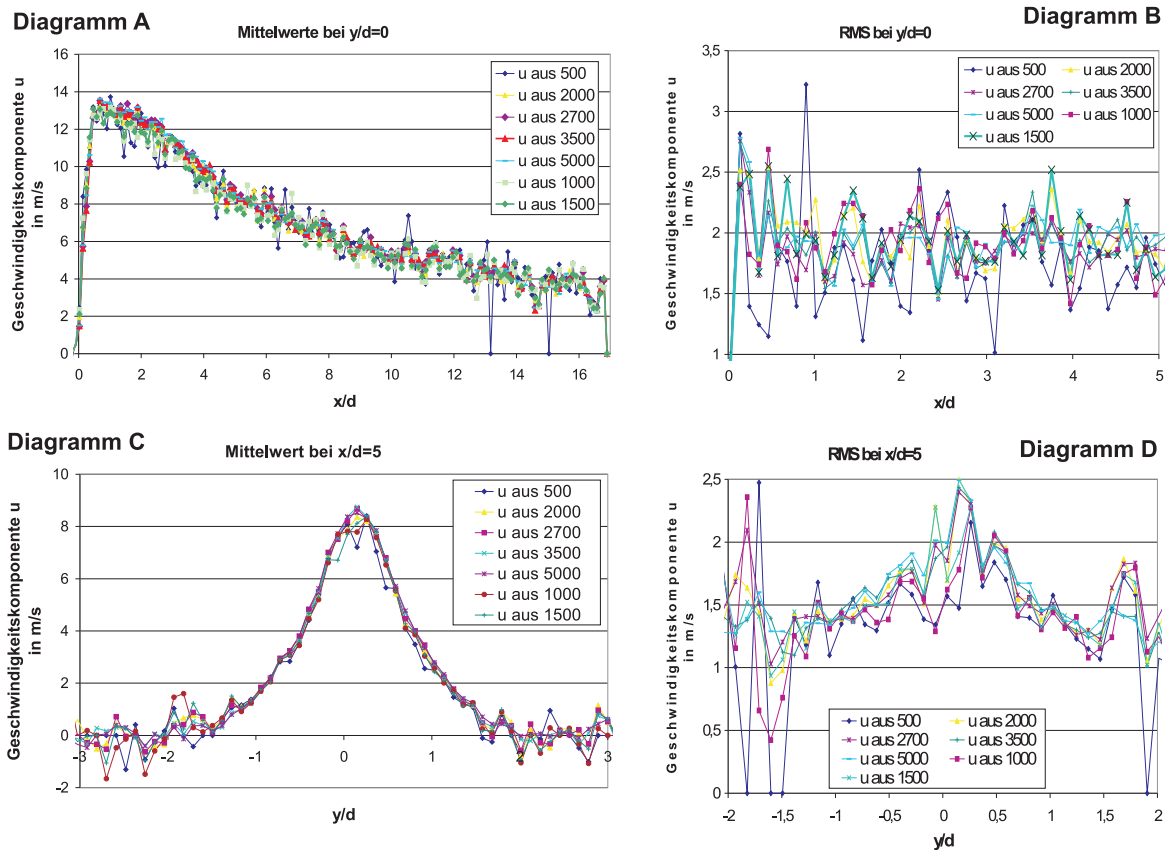 Diagramm A
Mittelwerte bei y/d=0
Geschwindigkeitskomponente u
in m/s
16
14
12
10
8
6
4
2
0
0 2 4 6 8 10 12 14 16
x/d
u aus 500
u aus 2000
u aus 2700
u aus 3500
u aus 5000
u aus 1000
u aus 1500
Diagramm B
RMS bei y/d=0
Geschwindigkeitskomponente u
in m/s
3,5
3
2,5
2
1,5
1
0 1 2 3 4 5
x/d
u aus 500 u aus 2000
u aus 2700 u aus 3500
u aus 5000 u aus 1000
u aus 1500
Diagramm C
Mittelwert bei x/d=5
Geschwindigkeitskomponente u
in m/s
10
8
6
4
2
0
-2
-3 -2 -1 0 1 2 3
y/d
u aus 500
u aus 2000
u aus 2700
u aus 3500
u aus 5000
u aus 1000
u aus 1500
Diagramm D
RMS bei x/d=5
Geschwindigkeitskomponente u
in m/s
2,5
2
1,5
1
0,5
0
-2 -1,5 -1 -0,5 0 0,5 1 1,5 2
y/d
u aus 500 u aus 2000
u aus 2700 u aus 3500
u aus 5000 u aus 1000
u aus 1500